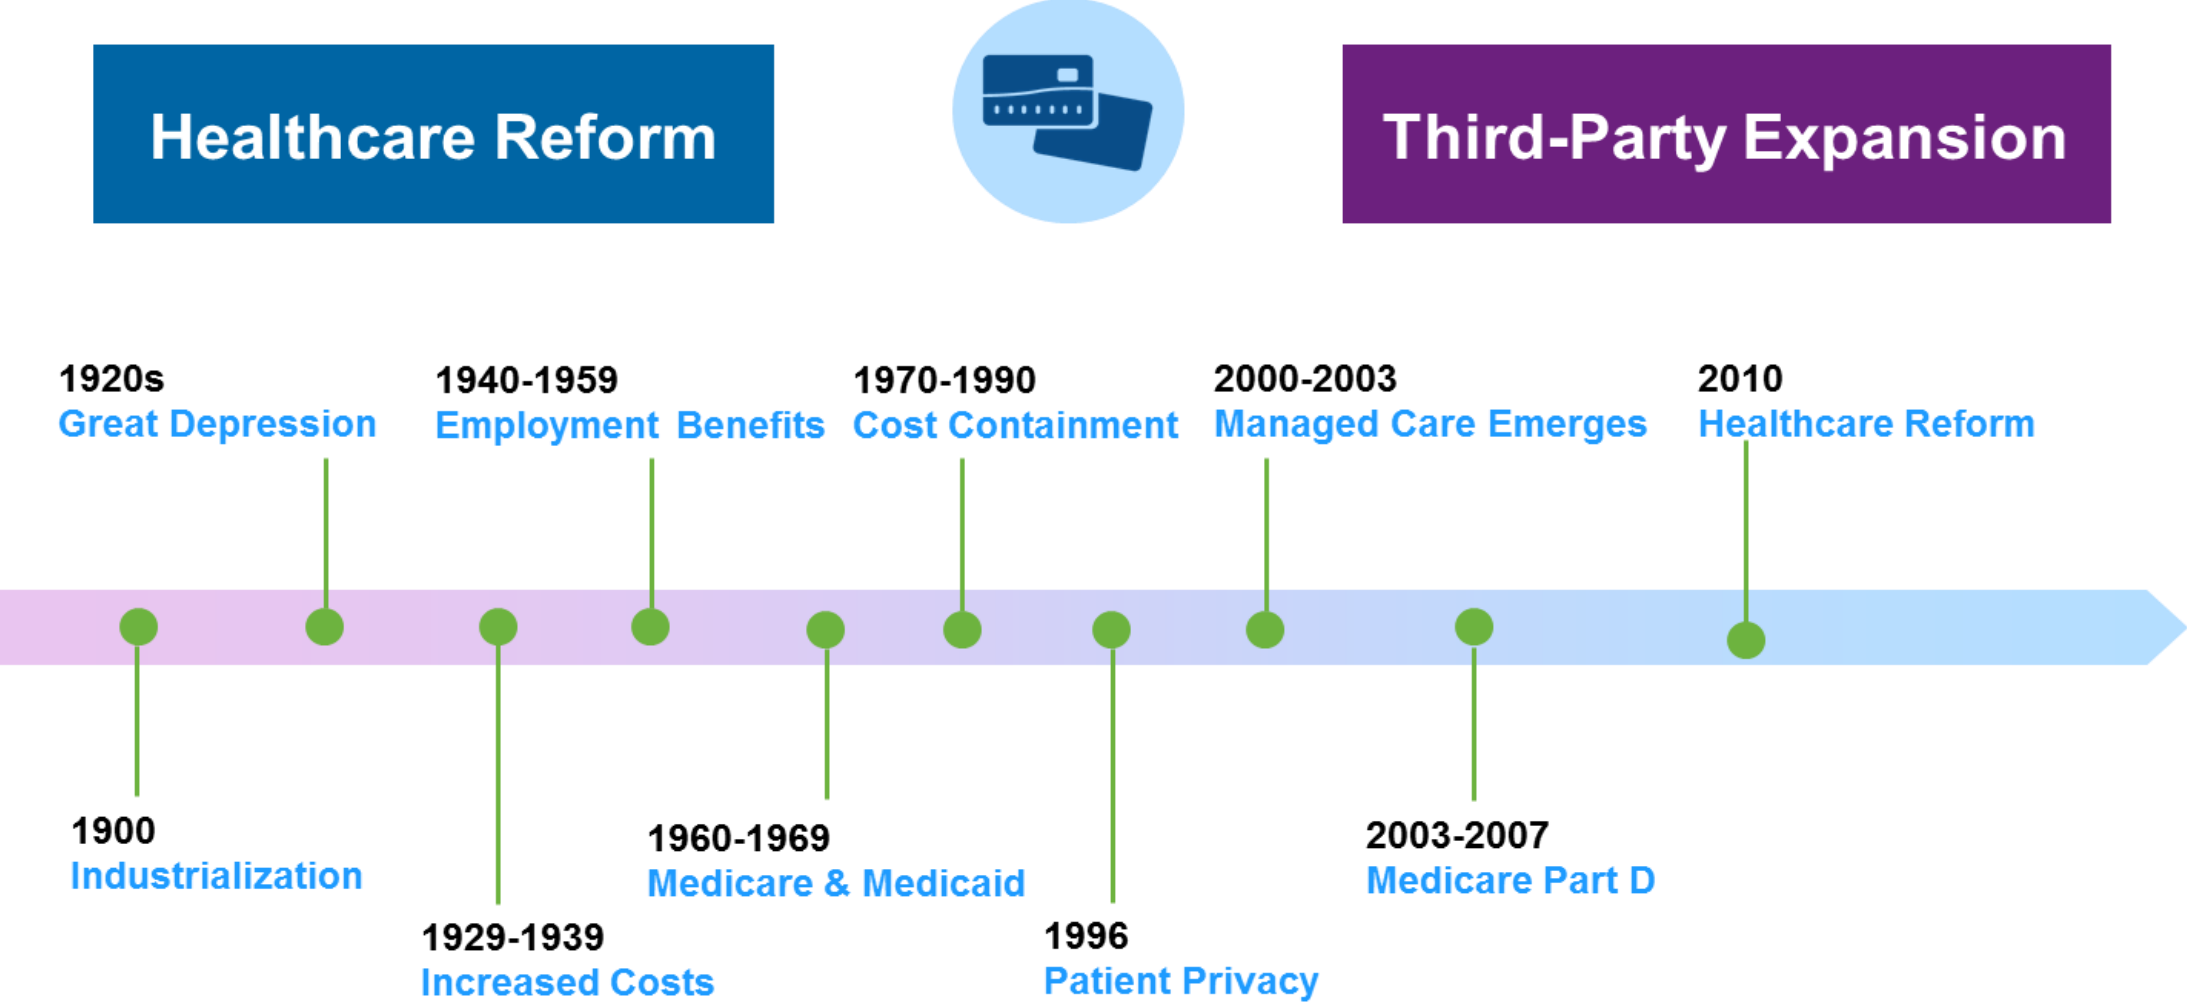 Healthcare Reform
Third-Party Expansion
1920s
Great Depression
1940-1959
Employment Benefits
1970-1990
Cost Containment
2000-2003
Managed Care Emerges
2010
Healthcare Reform
1900
Industrialization
1929-1939
Increased Costs
1960-1969
Medicare & Medicaid
1996
Patient Privacy
2003-2007
Medicare Part D